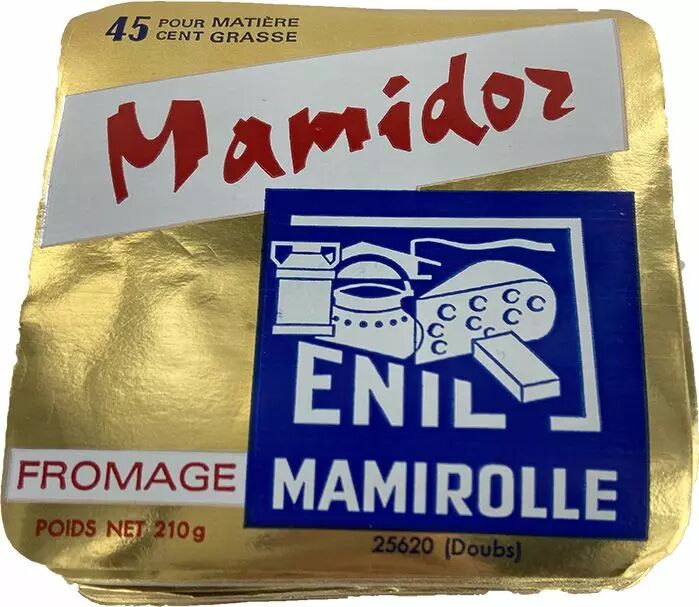 45 POUR MATIÈRE
CENT GRASSE
Mamidor
ENIL
MAMIROLLE
FROMAGE
POIDS NET 210g
25620 (Doubs)